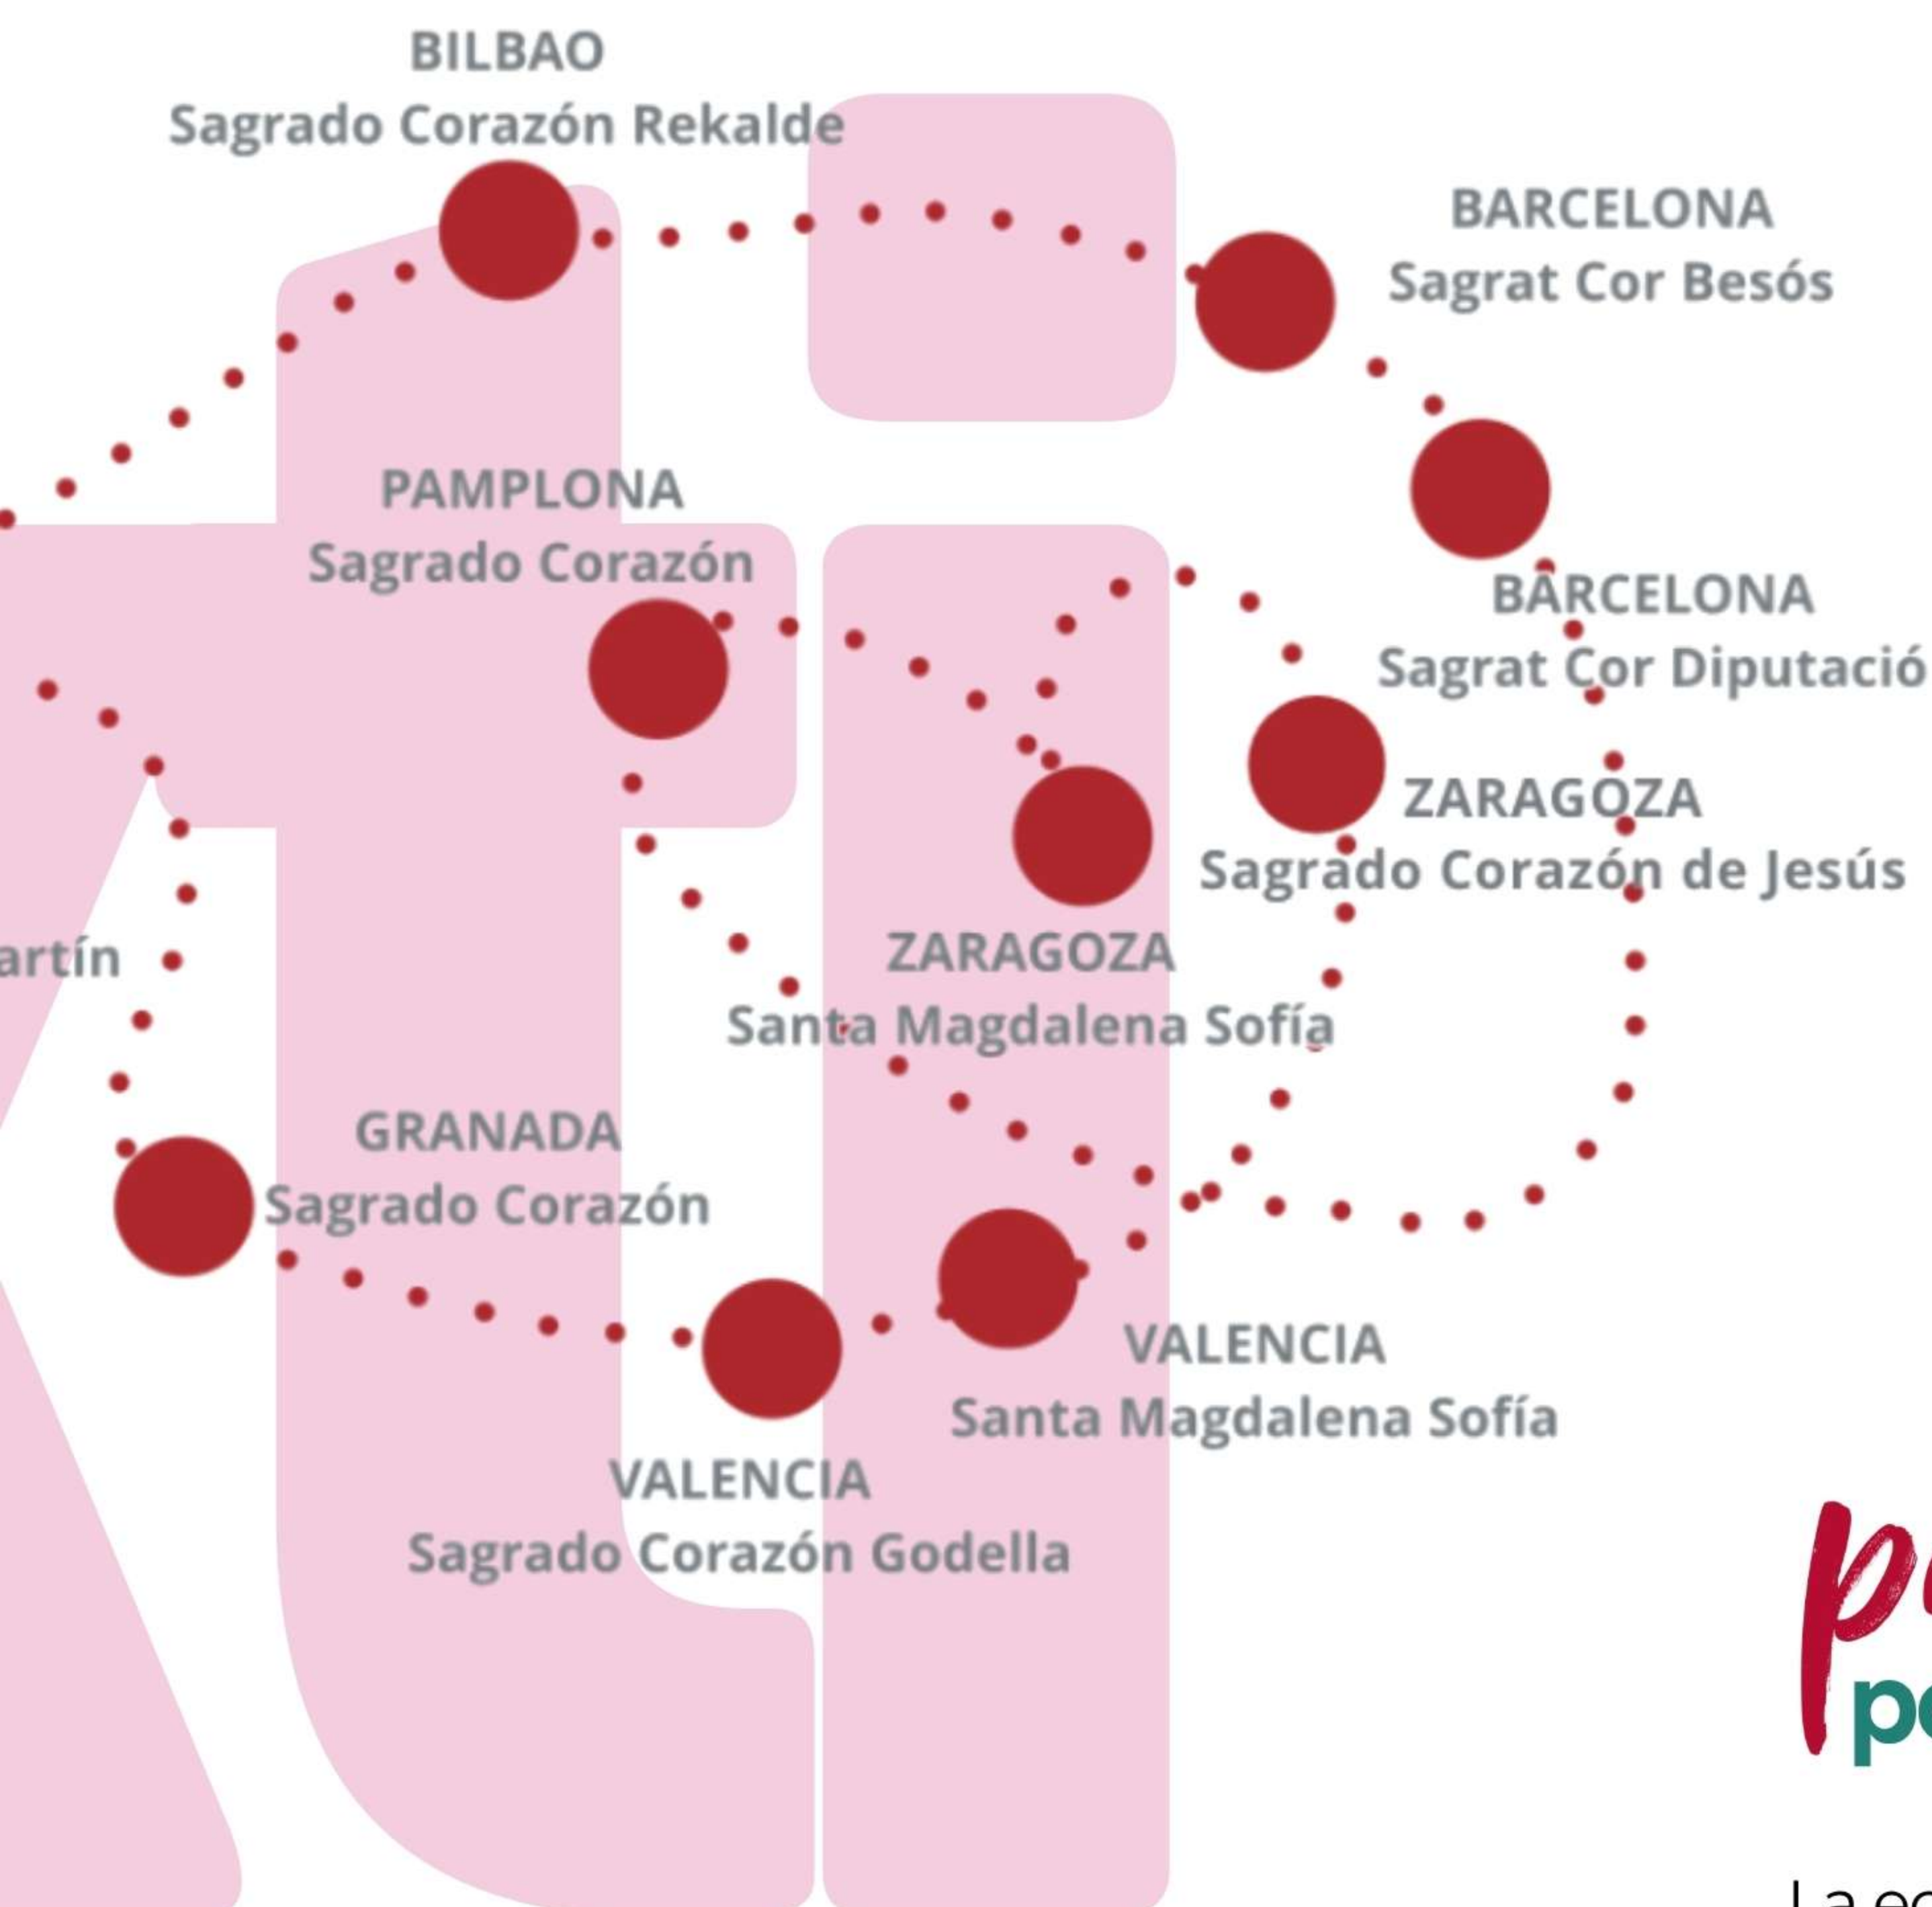 BILBAO
Sagrado Corazón Rekalde
BARCELONA
Sagrat Cor Besós
PAMPLONA
Sagrado Corazón
BARCELONA
Sagrat Cor Diputació
ZARAGOZA
Sagrado Corazón de Jesús
ZARAGOZA
Santa Magdalena Sofía
GRANADA
Sagrado Corazón
VALENCIA
Santa Magdalena Sofía
VALENCIA
Sagrado Corazón Godella
La